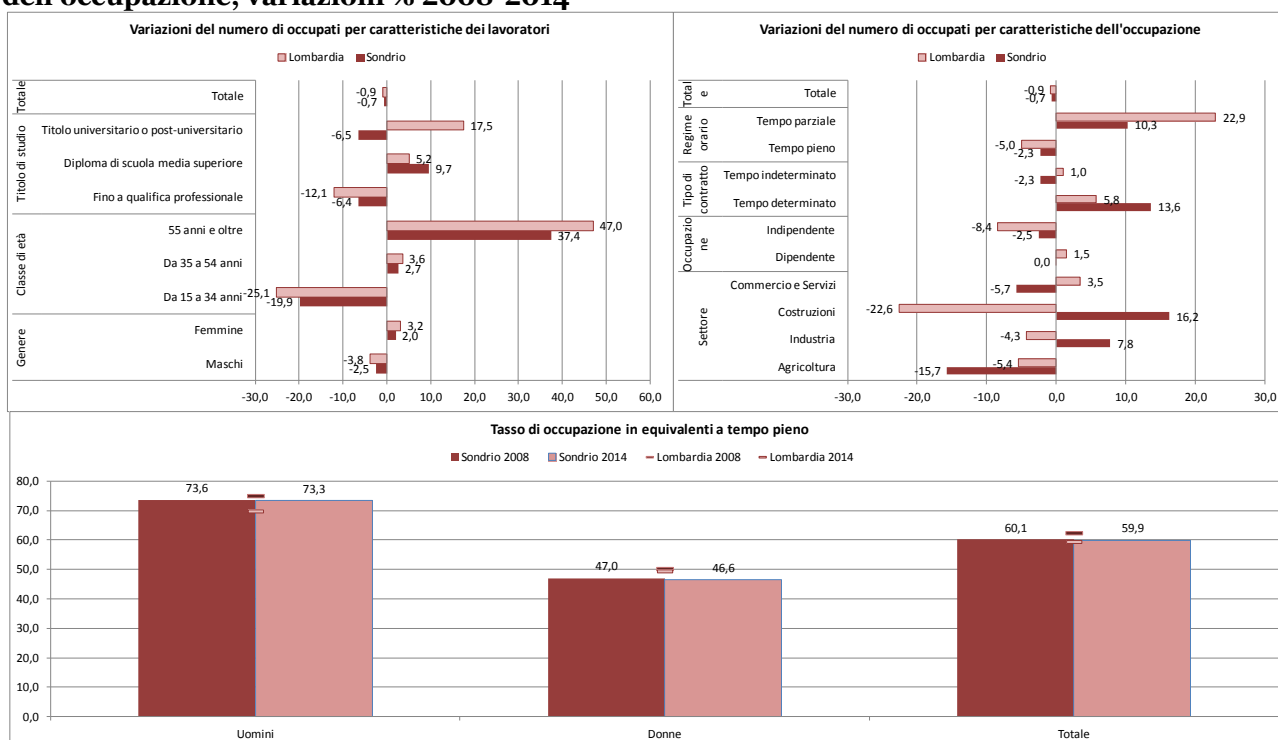 dell'occupazione, variazioni % 2008-2014
Variazioni del numero di occupati per caratteristiche dei lavoratori
Lombardia Sondrio
Totale
Totale
-0,9
-0,7
Titolo di studio
Titolo universitario o post-universitario
17,5
-6,5
Diploma di scuola media superiore
5,2
9,7
Fino a qualifica professionale
-12,1
-6,4
Classe di età
55 anni e oltre
47,0
37,4
Da 35 a 54 anni
3,6
2,7
Da 15 a 34 anni
-25,1
-19,9
Genere
Femmine
3,2
2,0
Maschi
-3,8
-2,5
-30,0 -20,0 -10,0 0,0 10,0 20,0 30,0 40,0 50,0 60,0
Variazioni del numero di occupati per caratteristiche dell'occupazione
Lombardia Sondrio
Total
e
Totale
-0,9
-0,7
Regime
orario
Tempo parziale
22,9
10,3
Tempo pieno
-5,0
-2,3
Tipo di
contratto
Tempo indeterminato
1,0
-2,3
Tempo determinato
5,8
13,6
Occupazio
ne
Indipendente
-8,4
-2,5
Dipendente
1,5
0,0
Settore
Commercio e Servizi
3,5
-5,7
Costruzioni
-22,6
16,2
Industria
-4,3
7,8
Agricoltura
-5,4
-15,7
-30,0 -20,0 -10,0 0,0 10,0 20,0 30,0
Tasso di occupazione in equivalenti a tempo pieno
Sondrio 2008 Sondrio 2014 Lombardia 2008 Lombardia 2014
80,0
70,0
60,0
50,0
40,0
30,0
20,0
10,0
0,0
73,6 73,3
47,0 46,6
60,1 59,9
Uomini Donne Totale